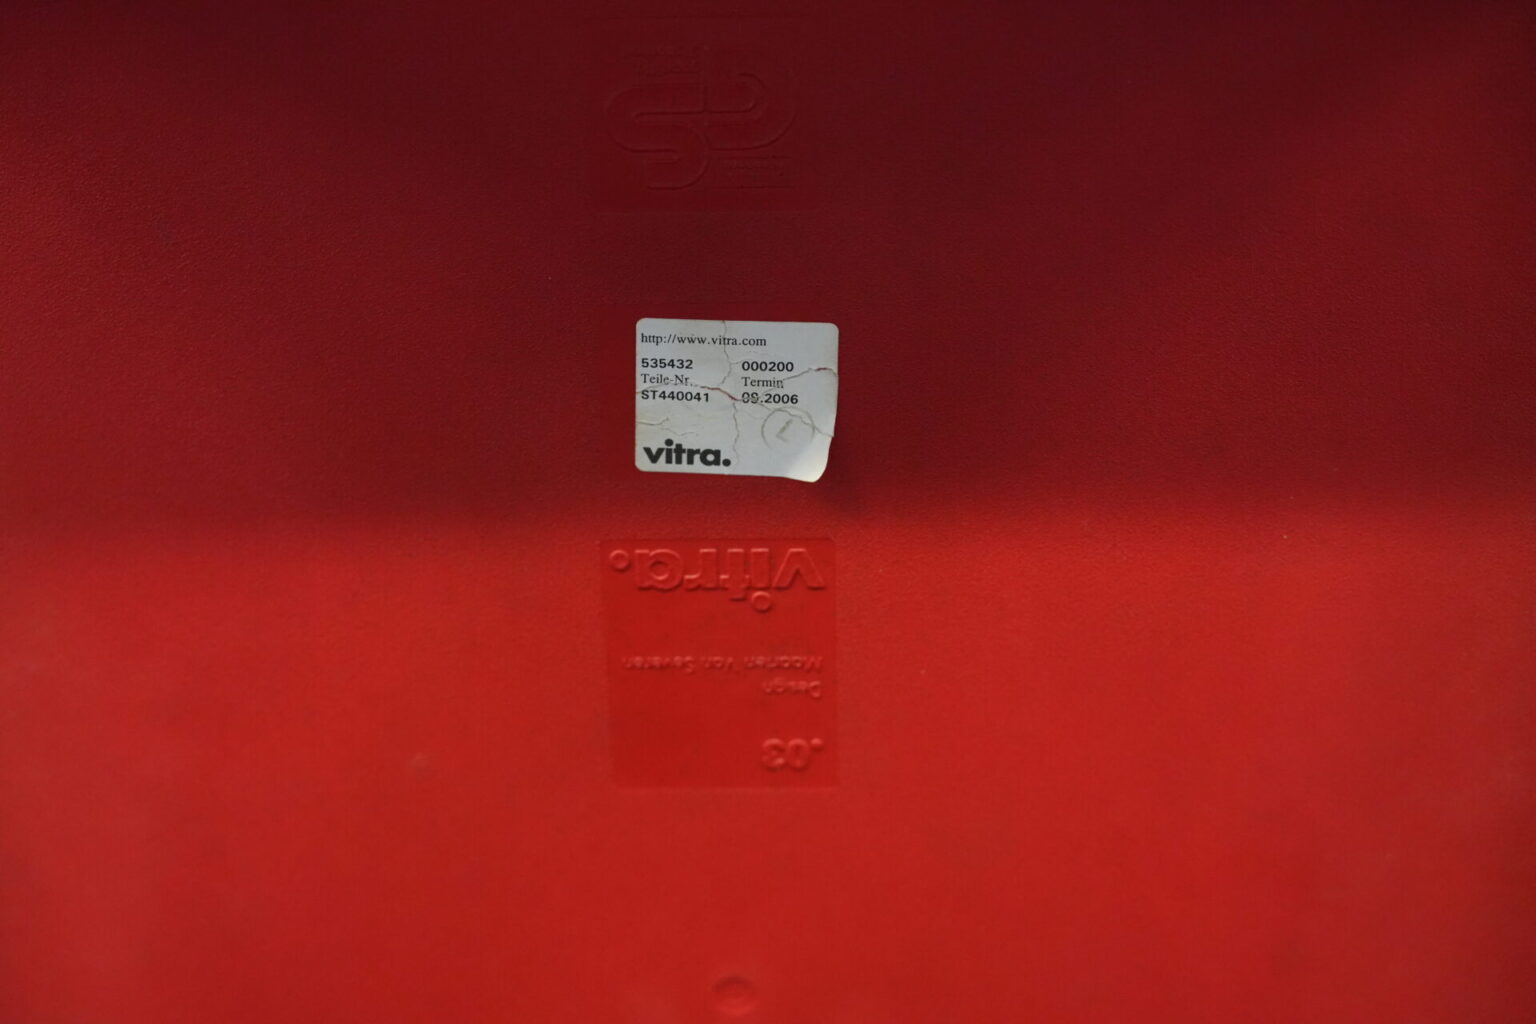 http://www.vitra.com
535432 000200
Teile-Nr. Termin
ST440041 09.2006
vitra.
vitra.
Maarten Van Severen
Design
.03